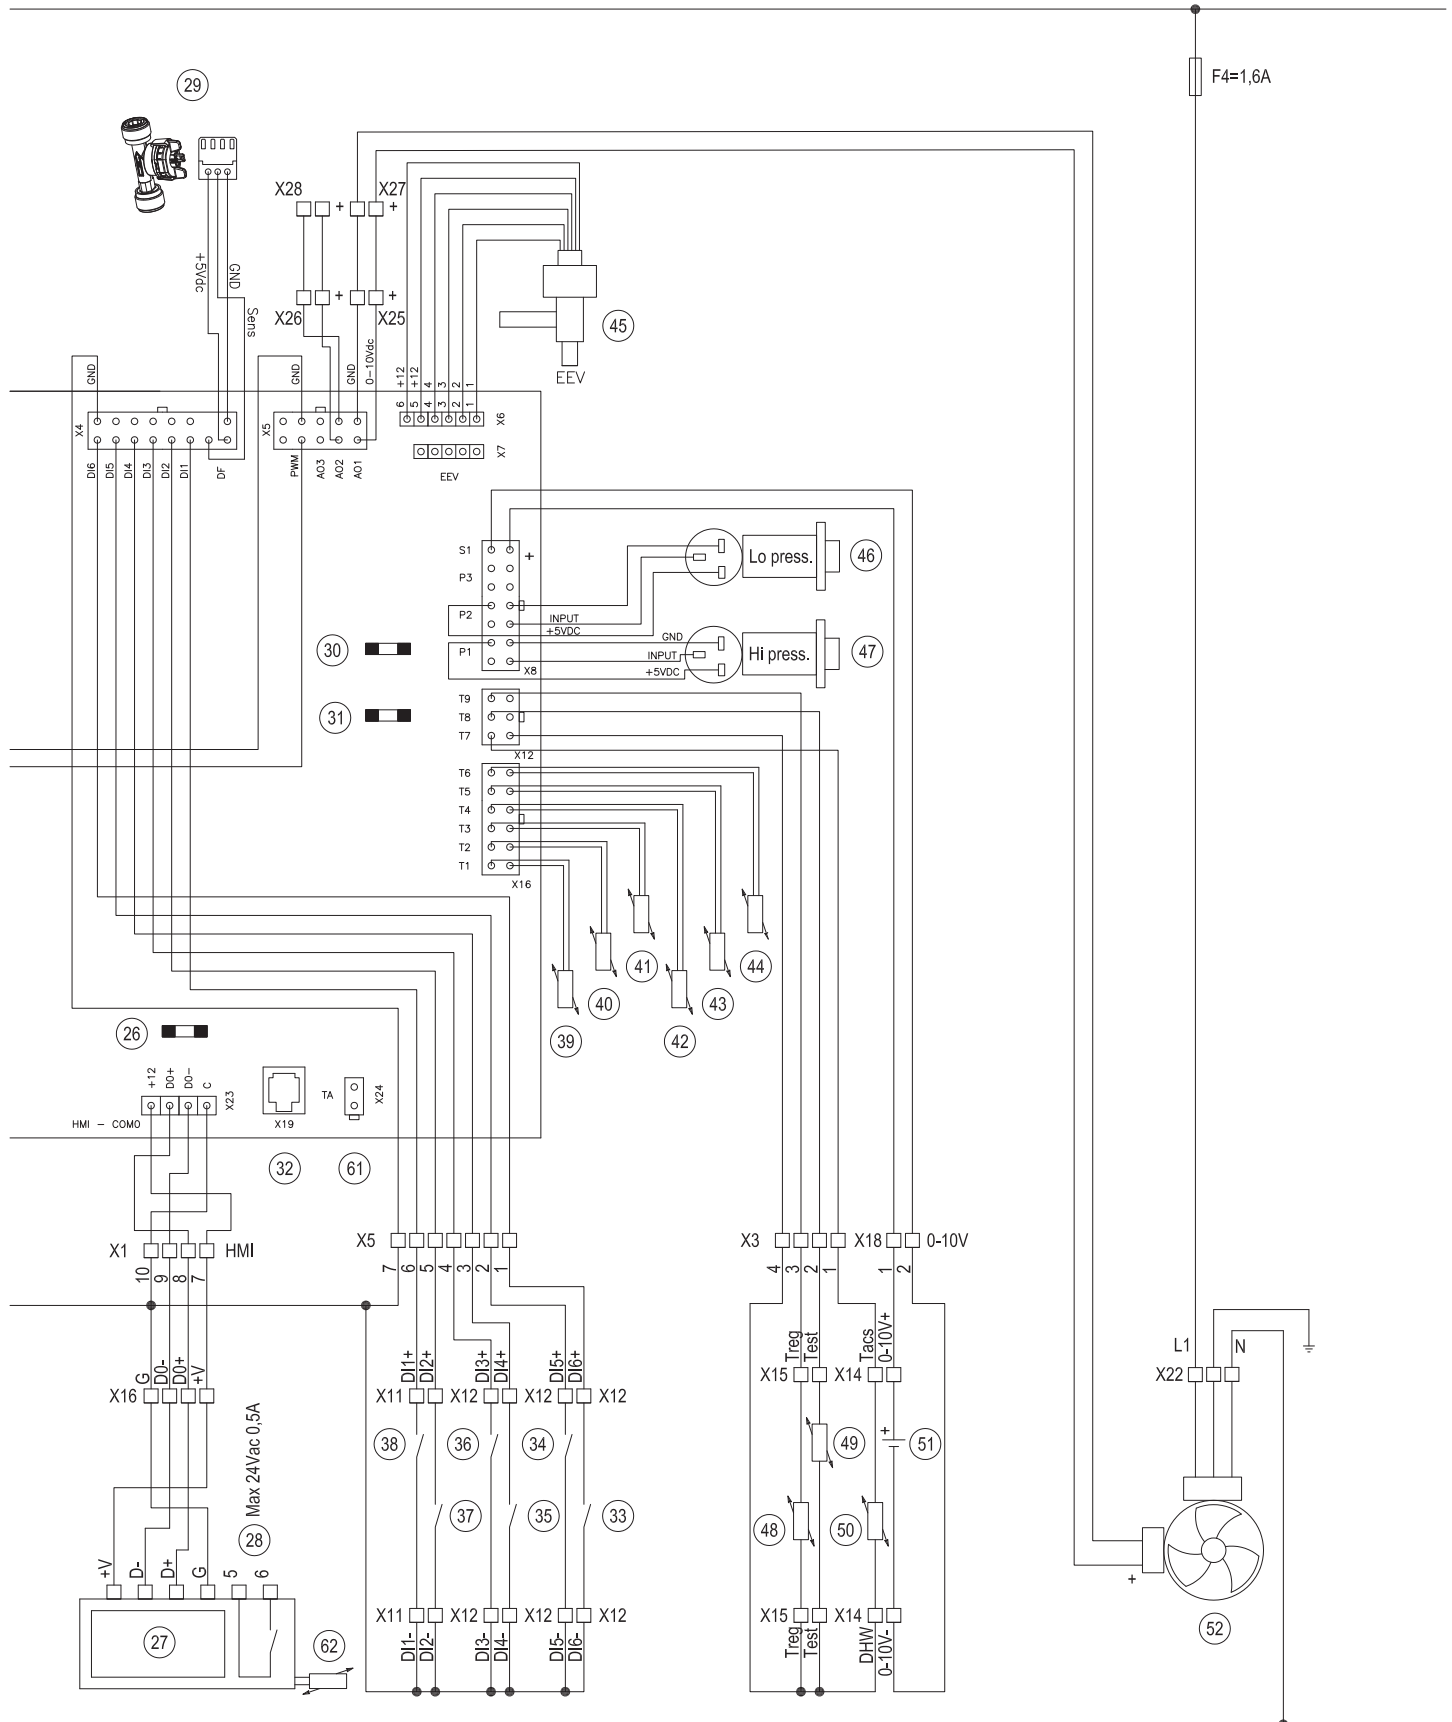 F4=1,6A
29
X28
+
X27
+
+5Vdc
GND
Sens
X26
+
X25
+
45
EEV
GND
GND
GND
0-10Vdc
+12
+12
4
3
2
1
6
5
4
3
2
1
X4
X5
X6
X7
EEV
DI6
DI5
DI4
DI3
DI2
DI1
DF
PWM
AO3
AO2
AO1
S1
+
P3
P2
P1
X8
INPUT
+5VDC
GND
INPUT
+5VDC
Lo press.
46
Hi press.
47
30
31
T9
T8
T7
X12
T6
T5
T4
T3
T2
T1
X16
41
44
40
43
39
42
26
+12
D0+
D0-
C
X23
HMI - COM0
X19
TA
X24
32
61
X1
HMI
X5
X3
X18
0-10V
10
9
8
7
7
6
5
4
3
2
1
4
3
2
1
1
2
G
D0-
D0+
+V
DI1+
DI2+
DI3+
DI4+
DI5+
DI6+
Treg
Test
Tacs
0-10V+
L1
N
X22
X15
X14
X16
X11
X12
X12
X12
Max 24Vac 0,5A
38
36
34
49
+
51
28
37
35
33
48
50
+V
D-
D+
G
5
6
+
X11
X12
X12
X12
X15
X14
DI1-
DI2-
DI3-
DI4-
DI5-
DI6-
Treg
Test
DHW
0-10V-
27
62
52